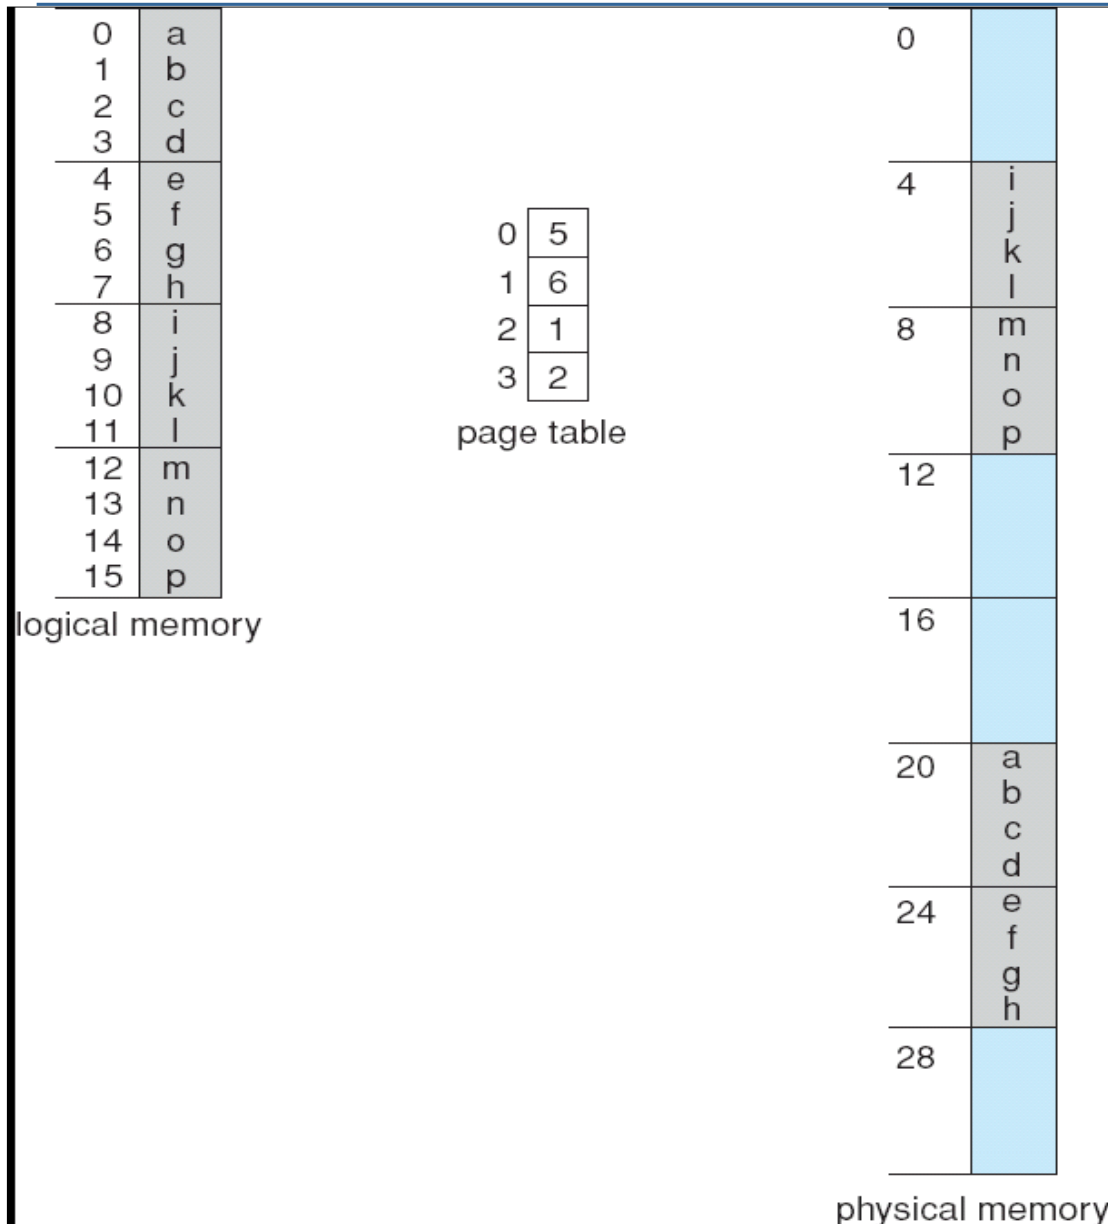 0 a
1 b
2 c
3 d
4 e
5 f
6 g
7 h
8 i
9 j
10 k
11 l
12 m
13 n
14 o
15 p
logical memory
0 5
1 6
2 1
3 2
page table
0
4 i
j
k
l
8 m
n
o
p
12
16
20 a
b
c
d
24 e
f
g
h
28
physical memory